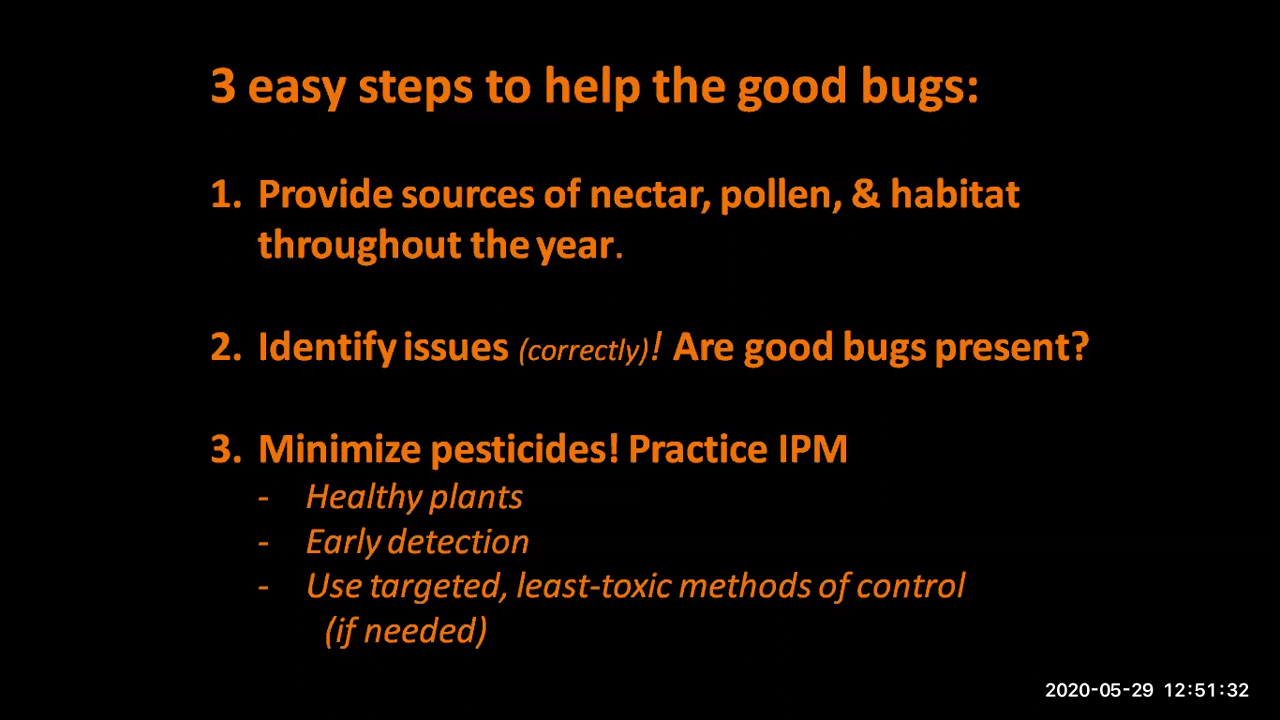 3 easy steps to help the good bugs:
1. Provide sources of nectar, pollen, & habitat
throughout the year.
2. Identify issues (correctly)! Are good bugs present?
3. Minimize pesticides! Practice IPM
- Healthy plants
- Early detection
- Use targeted, least-toxic methods of control
(if needed)
2020-05-29 12:51:32